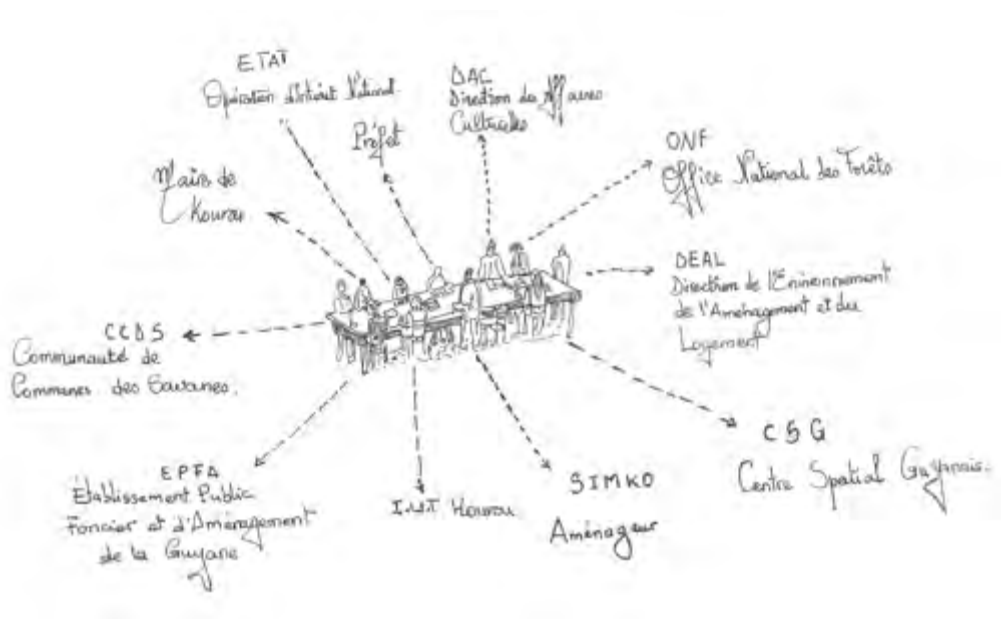 ETAT
Opération d'Intérêt National
Préfet
DAC
Direction des Affaires
Culturelles
ONF
Office National des Forêts
Mairie de
Kourou
DEAL
Direction de l'Environnement
de l'Aménagement et du
Logement
CCDS
Communauté de
Communes des Savanes.
CSG
Centre Spatial Guyanais.
EPFA
Établissement Public
Foncier et d'Aménagement
de la Guyane
I.U.T Kourou
SIMKO
Aménageur